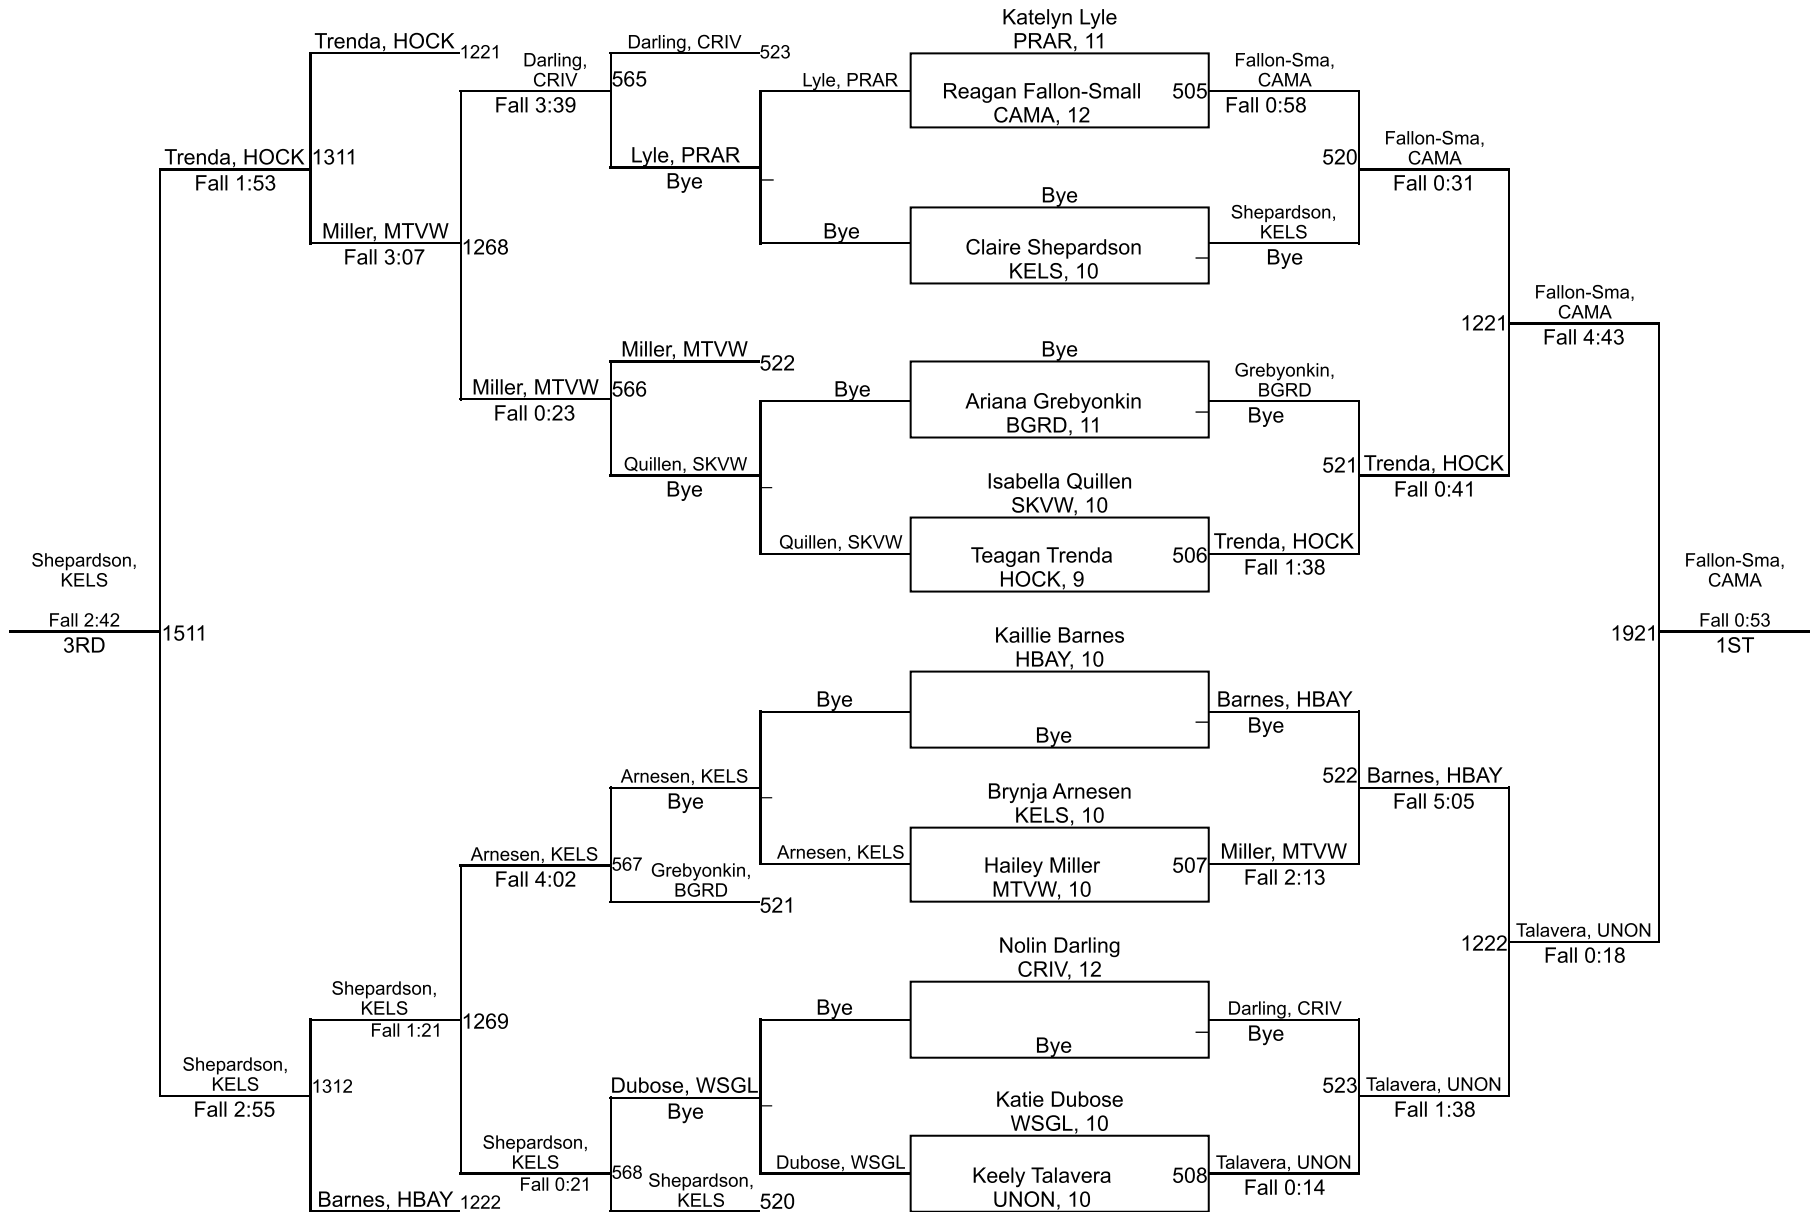 Katelyn Lyle
PRAR, 11
Trenda, HOCK 1221
Darling, CRIV 523
Darling,
CRIV
565
Fall 3:39
Lyle, PRAR
Reagan Fallon-Small 505
CAMA, 12
Fallon-Sma,
CAMA
Fall 0:58
Trenda, HOCK 1311
Fall 1:53
Lyle, PRAR
Bye
520
Fallon-Sma,
CAMA
Fall 0:31
Bye
Miller, MTVW
Fall 3:07
1268
Bye
Claire Shepardson
KELS, 10
Shepardson,
KELS
Bye
Fallon-Sma,
CAMA
1221
Fall 4:43
Miller, MTVW
522
Bye
Miller, MTVW 566
Fall 0:23
Bye
Ariana Grebyonkin
BGRD, 11
Grebyonkin,
BGRD
Bye
Quillen, SKVW
Bye
521 Trenda, HOCK
Fall 0:41
Isabella Quillen
SKVW, 10
Quillen, SKVW
Teagan Trenda 506
HOCK, 9
Trenda, HOCK
Fall 1:38
Shepardson,
KELS
Fall 2:42
3RD
1511
Fallon-Sma,
CAMA
1921
Fall 0:53
1ST
Kaillie Barnes
HBAY, 10
Bye
Barnes, HBAY
Bye
Bye
Arnesen, KELS
Bye
522 Barnes, HBAY
Fall 5:05
Brynja Arnesen
KELS, 10
Arnesen, KELS
Fall 4:02
567
Grebyonkin,
BGRD
521
Arnesen, KELS
Hailey Miller 507
MTVW, 10
Miller, MTVW
Fall 2:13
1222
Talavera, UNON
Fall 0:18
Nolin Darling
CRIV, 12
Shepardson,
KELS
Fall 1:21
1269
Bye
Darling, CRIV
Bye
Bye
Shepardson,
KELS
Fall 2:55
1312
Dubose, WSGL
Bye
523
Talavera, UNON
Fall 1:38
Katie Dubose
WSGL, 10
Shepardson,
KELS
Fall 0:21
568
Dubose, WSGL
Keely Talavera 508
UNON, 10
Talavera, UNON
Fall 0:14
Barnes, HBAY 1222
Shepardson,
KELS
520